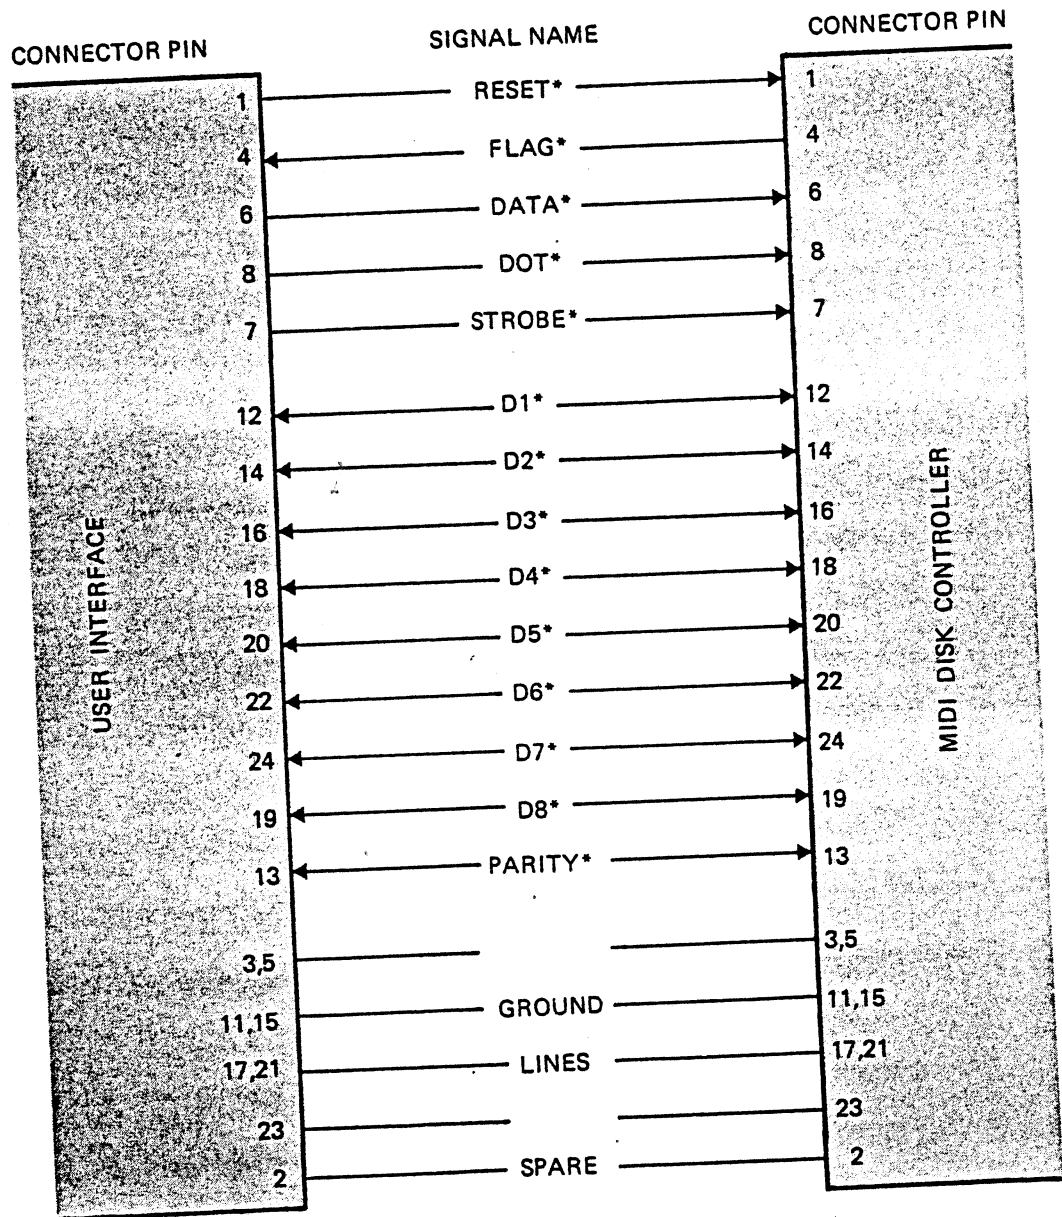 CONNECTOR PIN SIGNAL NAME CONNECTOR PIN
1 RESET* 1
4 FLAG* 4
6 DATA* 6
8 DOT* 8
7 STROBE* 7
12 D1* 12
14 D2* 14
16 D3* 16
18 D4* 18
20 D5* 20
22 D6* 22
24 D7* 24
19 D8* 19
13 PARITY* 13
3,5 3,5
11,15 GROUND 11,15
17,21 LINES 17,21
23 23
2 SPARE 2
USER INTERFACE
MIDI DISK CONTROLLER